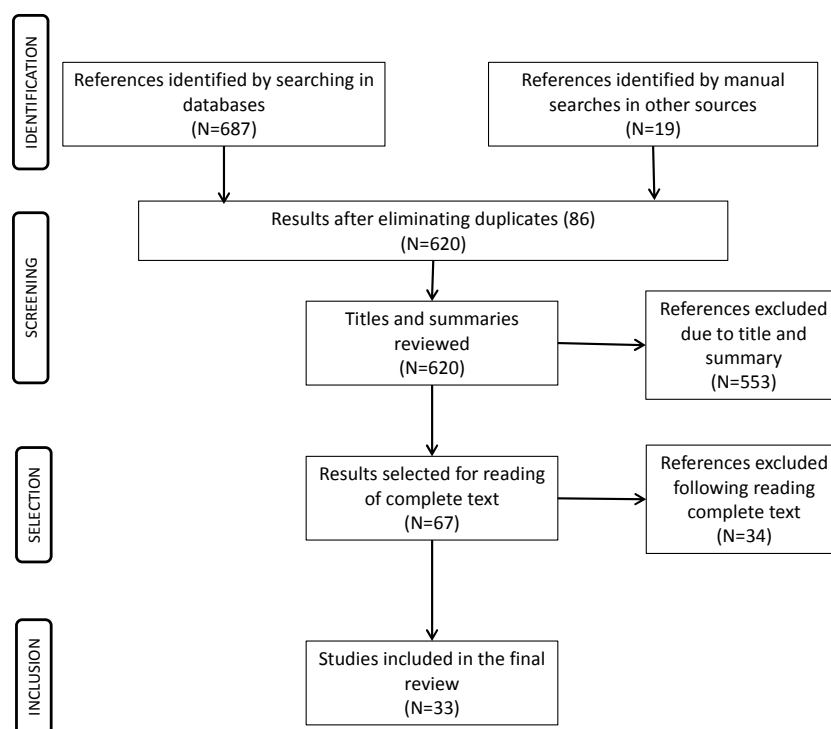 IDENTIFICATION
References identified by searching in
databases
(N=687)
References identified by manual
searches in other sources
(N=19)
SCREENING
Results after eliminating duplicates (86)
(N=620)
Titles and summaries
reviewed
(N=620)
References excluded
due to title and
summary
(N=553)
SELECTION
Results selected for reading
of complete text
(N=67)
References excluded
following reading
complete text
(N=34)
INCLUSION
Studies included in the final
review
(N=33)